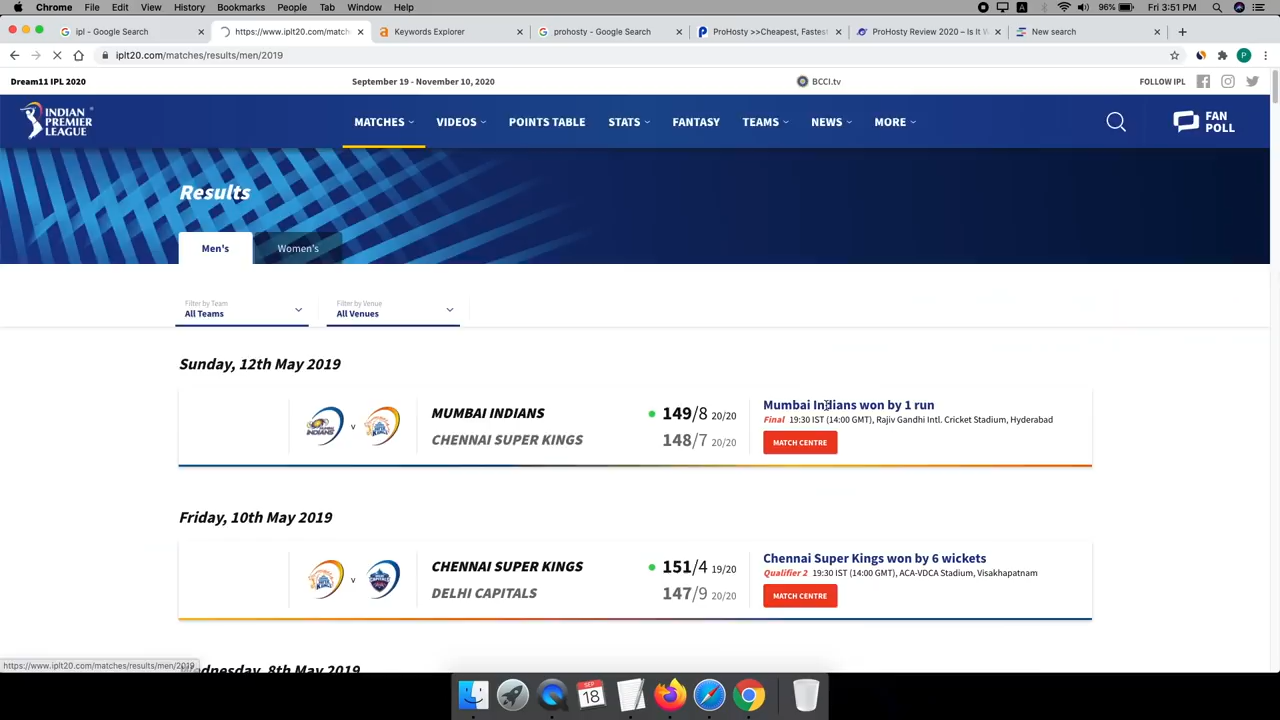 Chrome File Edit View History Bookmarks People Tab Window Help 96% Fri 3:51 PM
ipl - Google Search https://www.iplt20.com/matc Keywords Explorer prohosty - Google Search ProHosty >>Cheapest, Fastest ProHosty Review 2020 – Is It W New search
iplt20.com/matches/results/men/2019
Dream11 IPL 2020 September 19 - November 10, 2020 BCCI.tv FOLLOW IPL
INDIAN PREMIER LEAGUE MATCHES VIDEOS POINTS TABLE STATS FANTASY TEAMS NEWS MORE FAN POLL
Results
Men's Women's
Filter by Team Filter by Venue
All Teams All Venues
Sunday, 12th May 2019
MUMBAI INDIANS 149/8 20/20 Mumbai Indians won by 1 run
Final 19:30 IST (14:00 GMT), Rajiv Gandhi Intl. Cricket Stadium, Hyderabad
v
CHENNAI SUPER KINGS 148/7 20/20 MATCH CENTRE
Friday, 10th May 2019
CHENNAI SUPER KINGS 151/4 19/20 Chennai Super Kings won by 6 wickets
Qualifier 2 19:30 IST (14:00 GMT), ACA-VDCA Stadium, Visakhapatnam
v
DELHI CAPITALS 147/9 20/20 MATCH CENTRE
https://www.iplt20.com/matches/results/men/2019 Wednesday, 8th May 2019
SEP 18